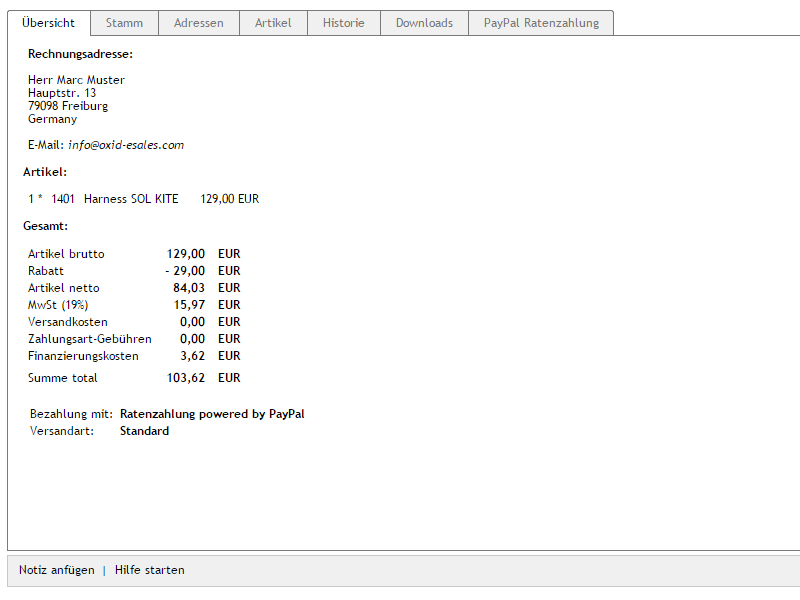 Übersicht Stamm Adressen Artikel Historie Downloads PayPal Ratenzahlung
Rechnungsadresse:
Herr Marc Muster
Hauptstr. 13
79098 Freiburg
Germany
E-Mail: info@oxid-esales.com
Artikel:
1 * 1401 Harness SOL KITE 129,00 EUR
Gesamt:
Artikel brutto 129,00 EUR
Rabatt - 29,00 EUR
Artikel netto 84,03 EUR
MwSt (19%) 15,97 EUR
Versandkosten 0,00 EUR
Zahlungsart-Gebühren 0,00 EUR
Finanzierungskosten 3,62 EUR
Summe total 103,62 EUR
Bezahlung mit: Ratenzahlung powered by PayPal
Versandart: Standard
Notiz anfügen | Hilfe starten